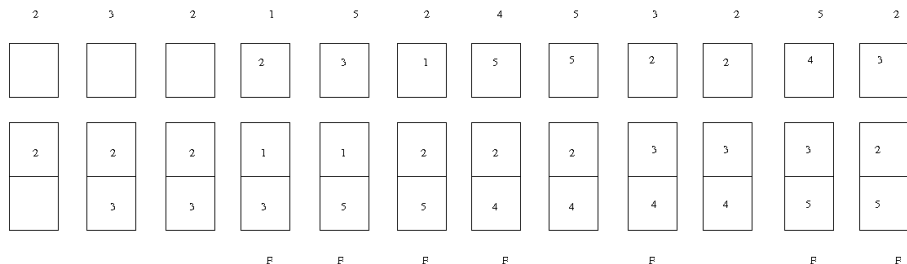 2 3 2 1 5 2 4 5 3 2 5 2
2 3 1 5 5 2 2 4 3
2 2 2 1 1 2 2 2 3 3 3 2
3 3 3 5 5 4 4 4 4 5 5
F F F F F F F